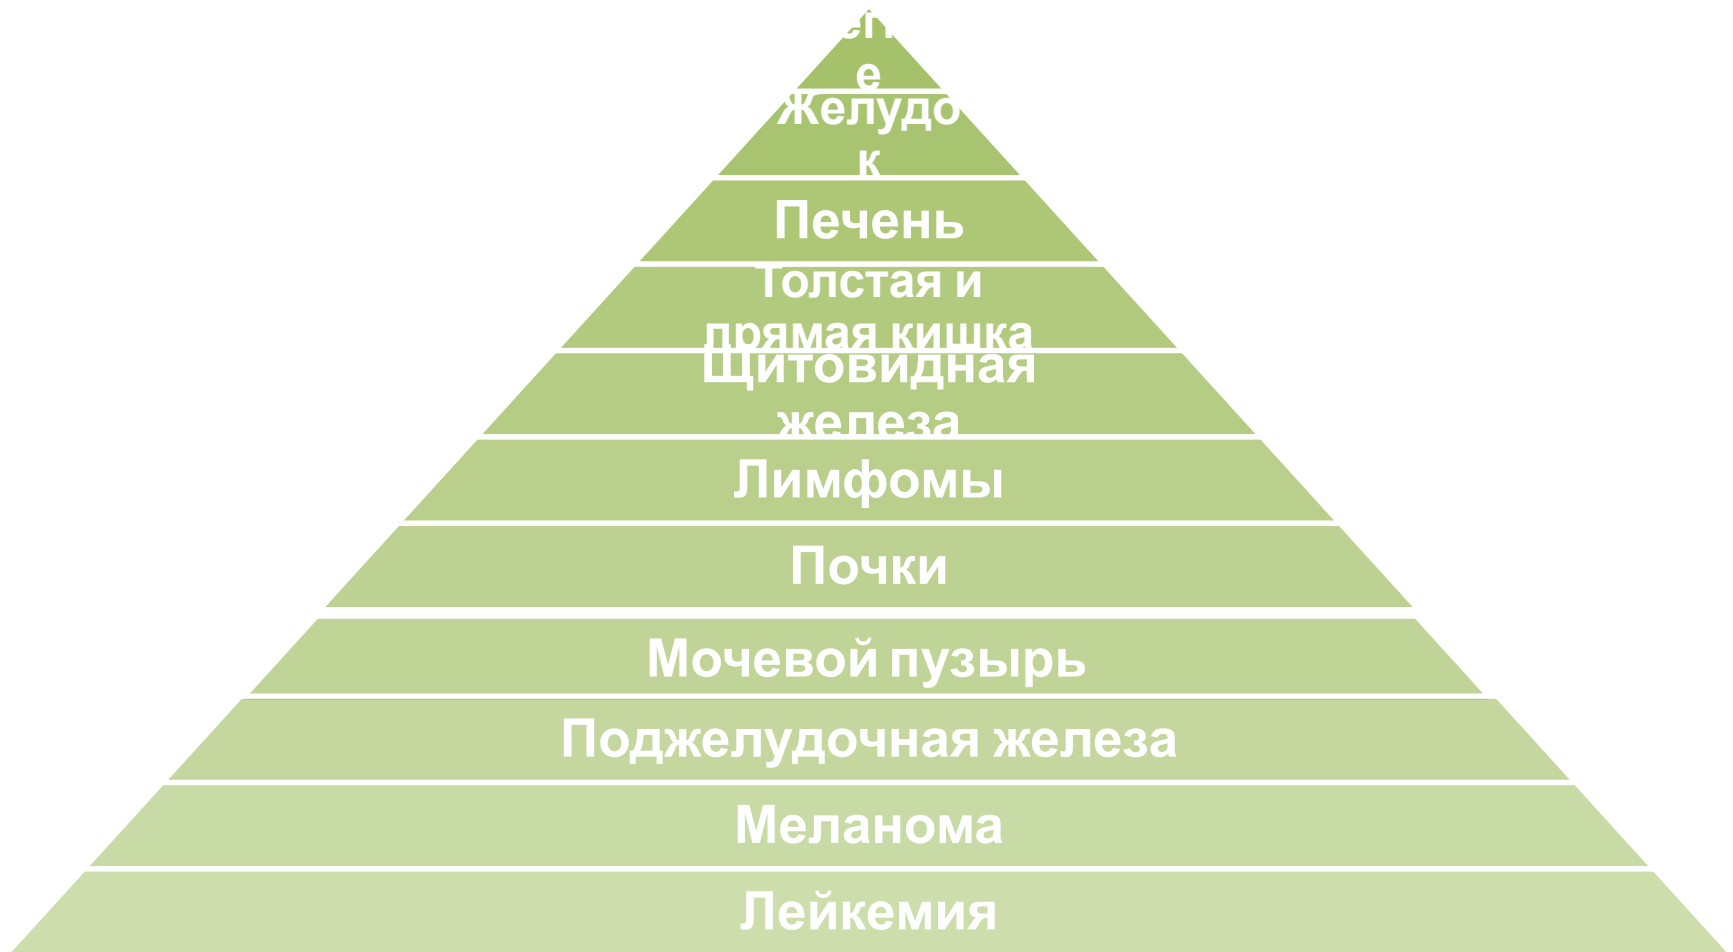 е
Желудо
к
Печень
Толстая и
прямая кишка
Щитовидная
железа
Лимфомы
Почки
Мочевой пузырь
Поджелудочная железа
Меланома
Лейкемия